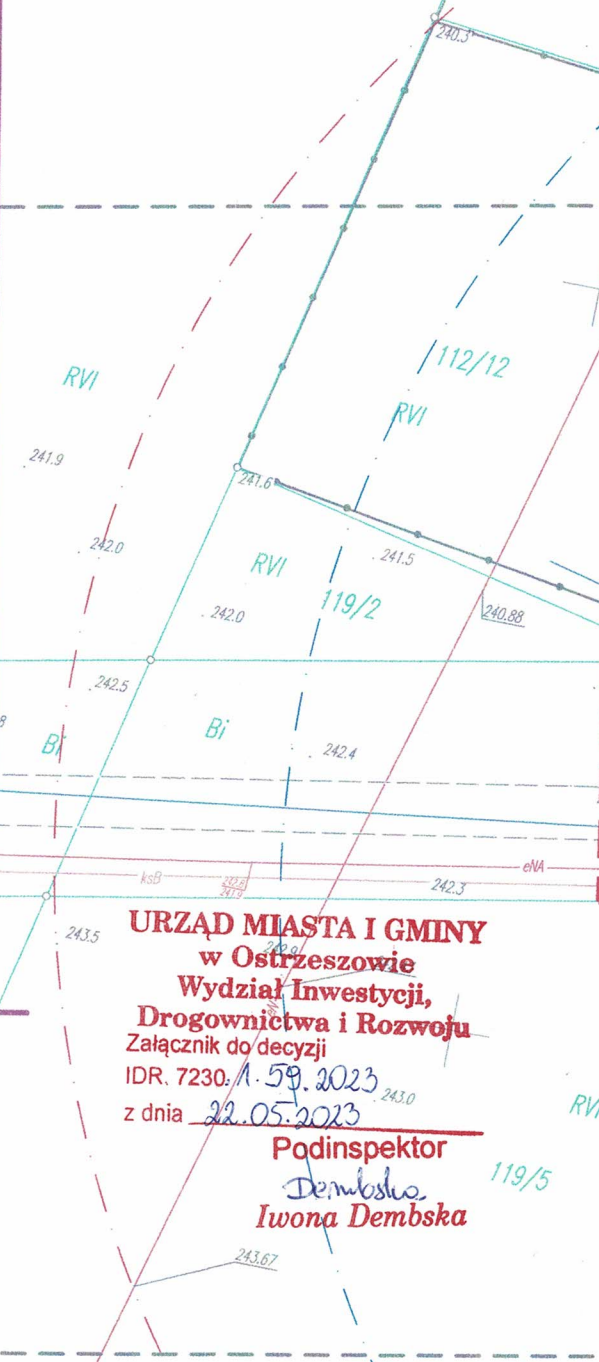 240.3
112/12
RVI
RVI
241.9
241.6
242.0
241.5
RVI
119/2
242.0
240.88
242.5
Bi
Bi
242.4
eNA
ksB
242.3
243.5
URZĄD MIASTA I GMINY
w Ostrzeszowie
Wydział Inwestycji,
Drogownictwa i Rozwoju
Załącznik do decyzji
IDR. 7230. 1.59.2023
z dnia 22.05.2023
243.0
Podinspektor
Dembska
Iwona Dembska
119/5
243.67